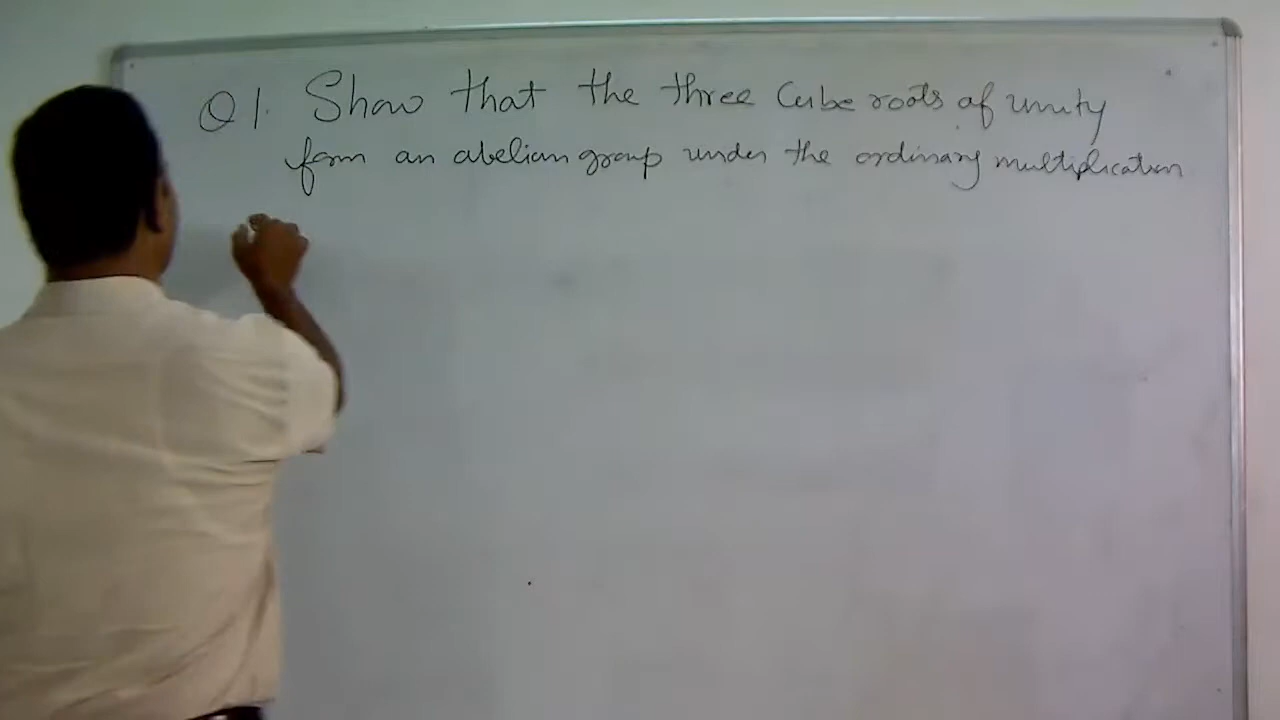 Q1. Show that the three cube roots of unity
form an abelian group under the ordinary multiplication